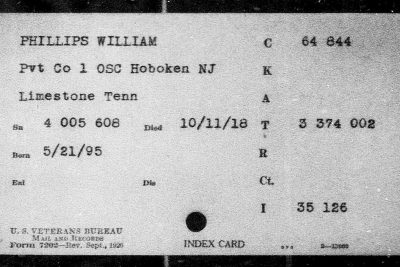 PHILLIPS WILLIAM C 64 844
Pvt Co 1 OSC Hoboken NJ K
Limestone Tenn A
Sn 4 005 608 Died 10/11/18 T 3 374 002
Born 5/21/95 R
Enl Dis Ct.
I 35 126
U. S. VETERANS BUREAU
MAIL AND RECORDS
Form 7202—Rev. Sept., 1926 INDEX CARD